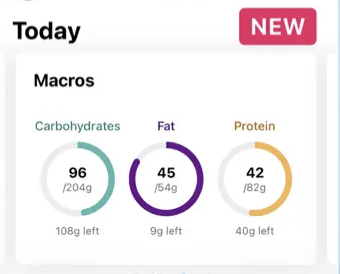 Today
NEW
Macros
Carbohydrates
Fat
Protein
96
/204g
45
/54g
42
/82g
108g left
9g left
40g left